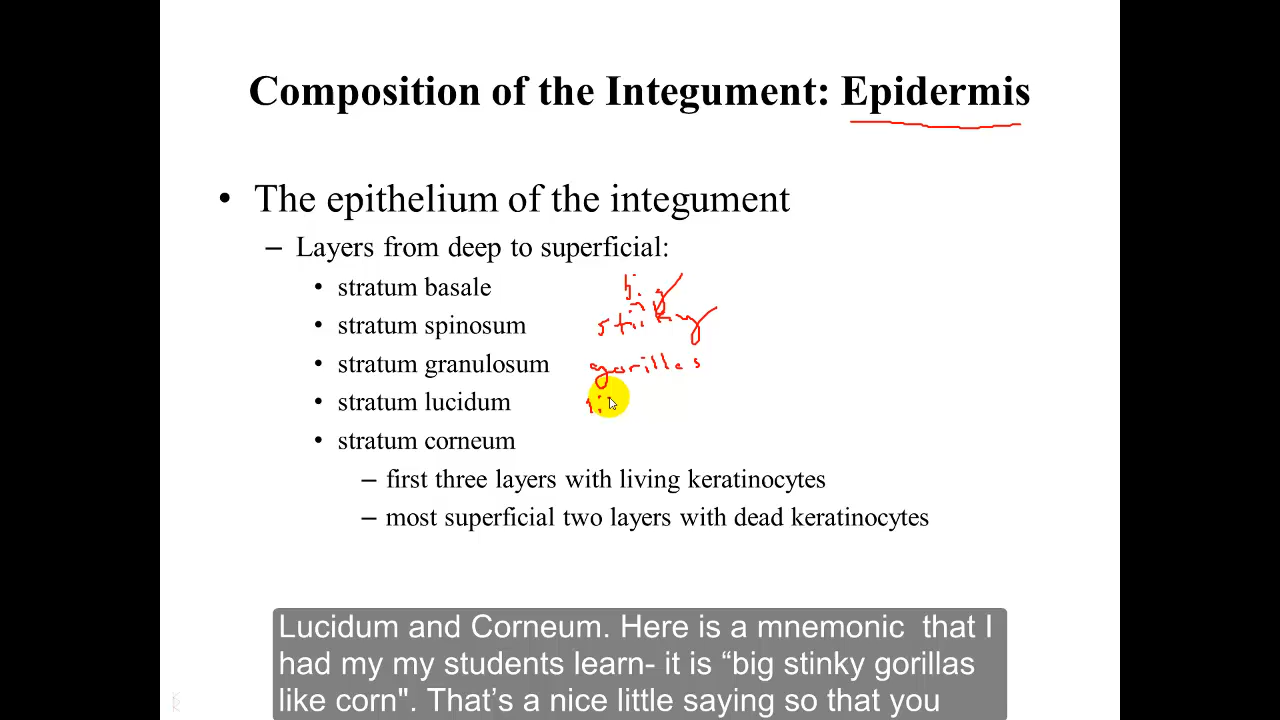 Composition of the Integument: Epidermis
• The epithelium of the integument
– Layers from deep to superficial:
• stratum basale big
• stratum spinosum stinky
• stratum granulosum gorillas
• stratum lucidum
• stratum corneum
– first three layers with living keratinocytes
– most superficial two layers with dead keratinocytes
Lucidum and Corneum. Here is a mnemonic that I
had my my students learn- it is “big stinky gorillas
like corn". That’s a nice little saying so that you